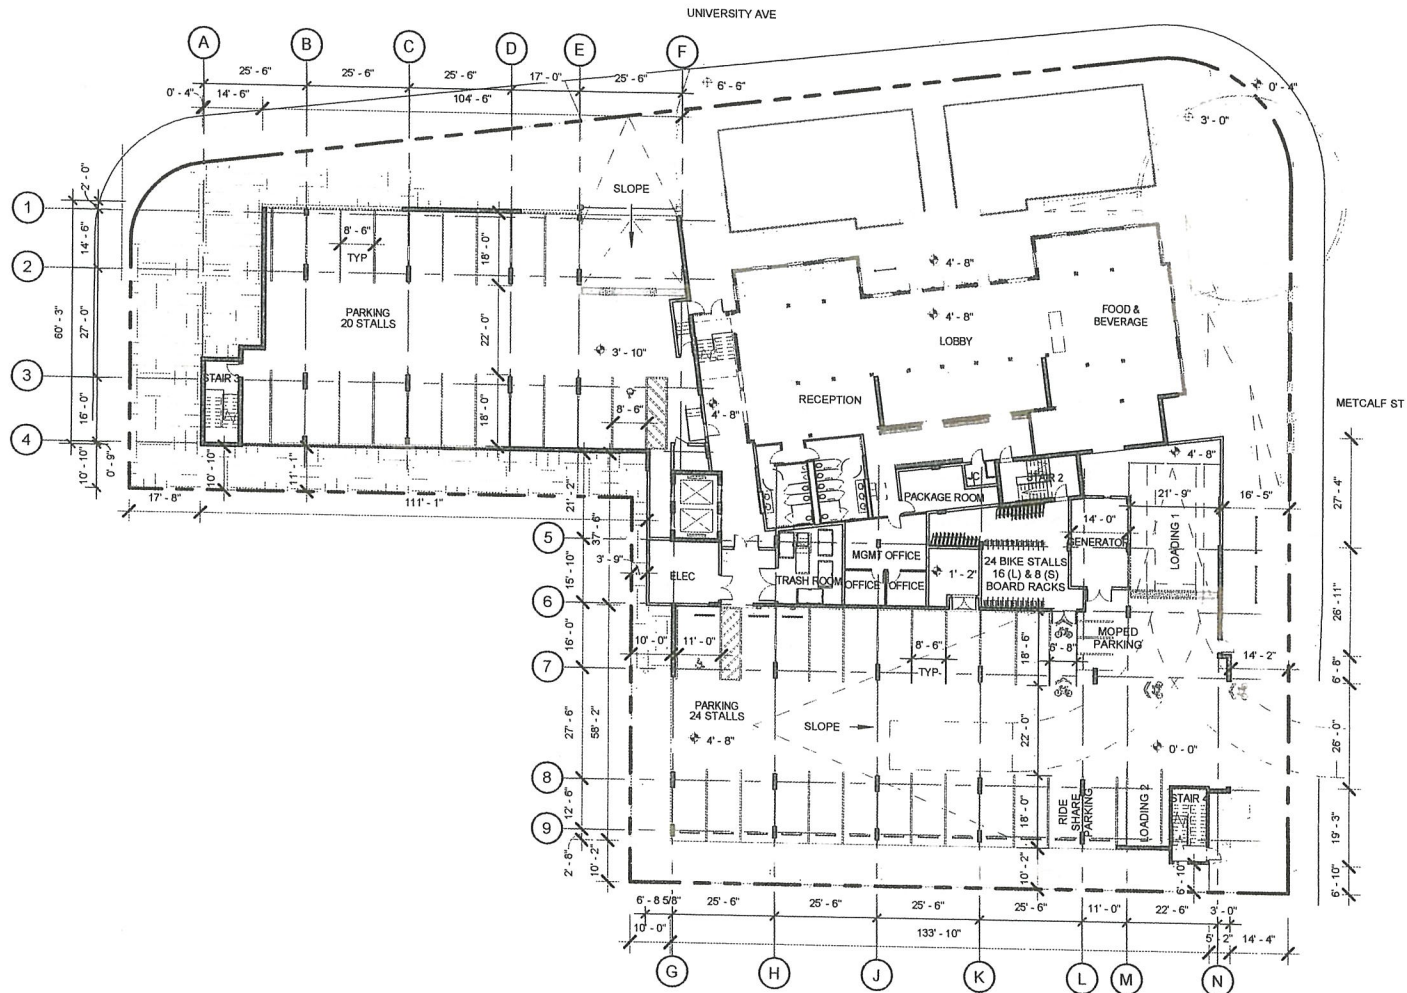 UNIVERSITY AVE
A
B
C
D
E
F
25' - 6"
25' - 6"
25' - 6"
17' - 0"
25' - 6"
6' - 6"
0' - 4"
0' - 4"
14' - 6"
104' - 6"
3' - 0"
2' - 0"
1
14' - 6"
2
60' - 3"
27' - 0"
3
16' - 0"
4
10' - 10"
0' - 9"
SLOPE
8' - 6"
TYP
18' - 0"
PARKING
20 STALLS
22' - 0"
3' - 10"
STAIR 3
8' - 6"
18' - 0"
4' - 8"
10' - 10"
11' - 1"
17' - 8"
111' - 1"
4' - 8"
4' - 8"
LOBBY
FOOD &
BEVERAGE
RECEPTION
METCALF ST
4' - 8"
JC
STAIR 2
PACKAGE ROOM
21' - 9"
16' - 5"
27' - 4"
14' - 0"
GENERATOR
LOADING 1
21' - 2"
37' - 6"
5
3' - 9"
15' - 10"
ELEC
TRASH ROOM
MGMT OFFICE
OFFICE
OFFICE
1' - 2"
24 BIKE STALLS
16 (L) & 8 (S)
BOARD RACKS
6
26' - 11"
16' - 0"
10' - 0"
11' - 0"
8' - 6"
TYP
18' - 6"
6' - 8"
MOPED
PARKING
14' - 2"
6' - 8"
7
PARKING
24 STALLS
4' - 8"
SLOPE
27' - 6"
58' - 2"
22' - 0"
0' - 0"
26' - 0"
8
12' - 6"
9
2' - 8"
10' - 2"
18' - 0"
RIDE
SHARE
PARKING
LOADING 2
STAIR 4
19' - 3"
10' - 2"
6' - 10"
6' - 10"
6' - 8 5/8"
25' - 6"
25' - 6"
25' - 6"
25' - 6"
11' - 0"
22' - 6"
3' - 0"
10' - 0"
133' - 10"
5' - 2"
14' - 4"
G
H
J
K
L
M
N